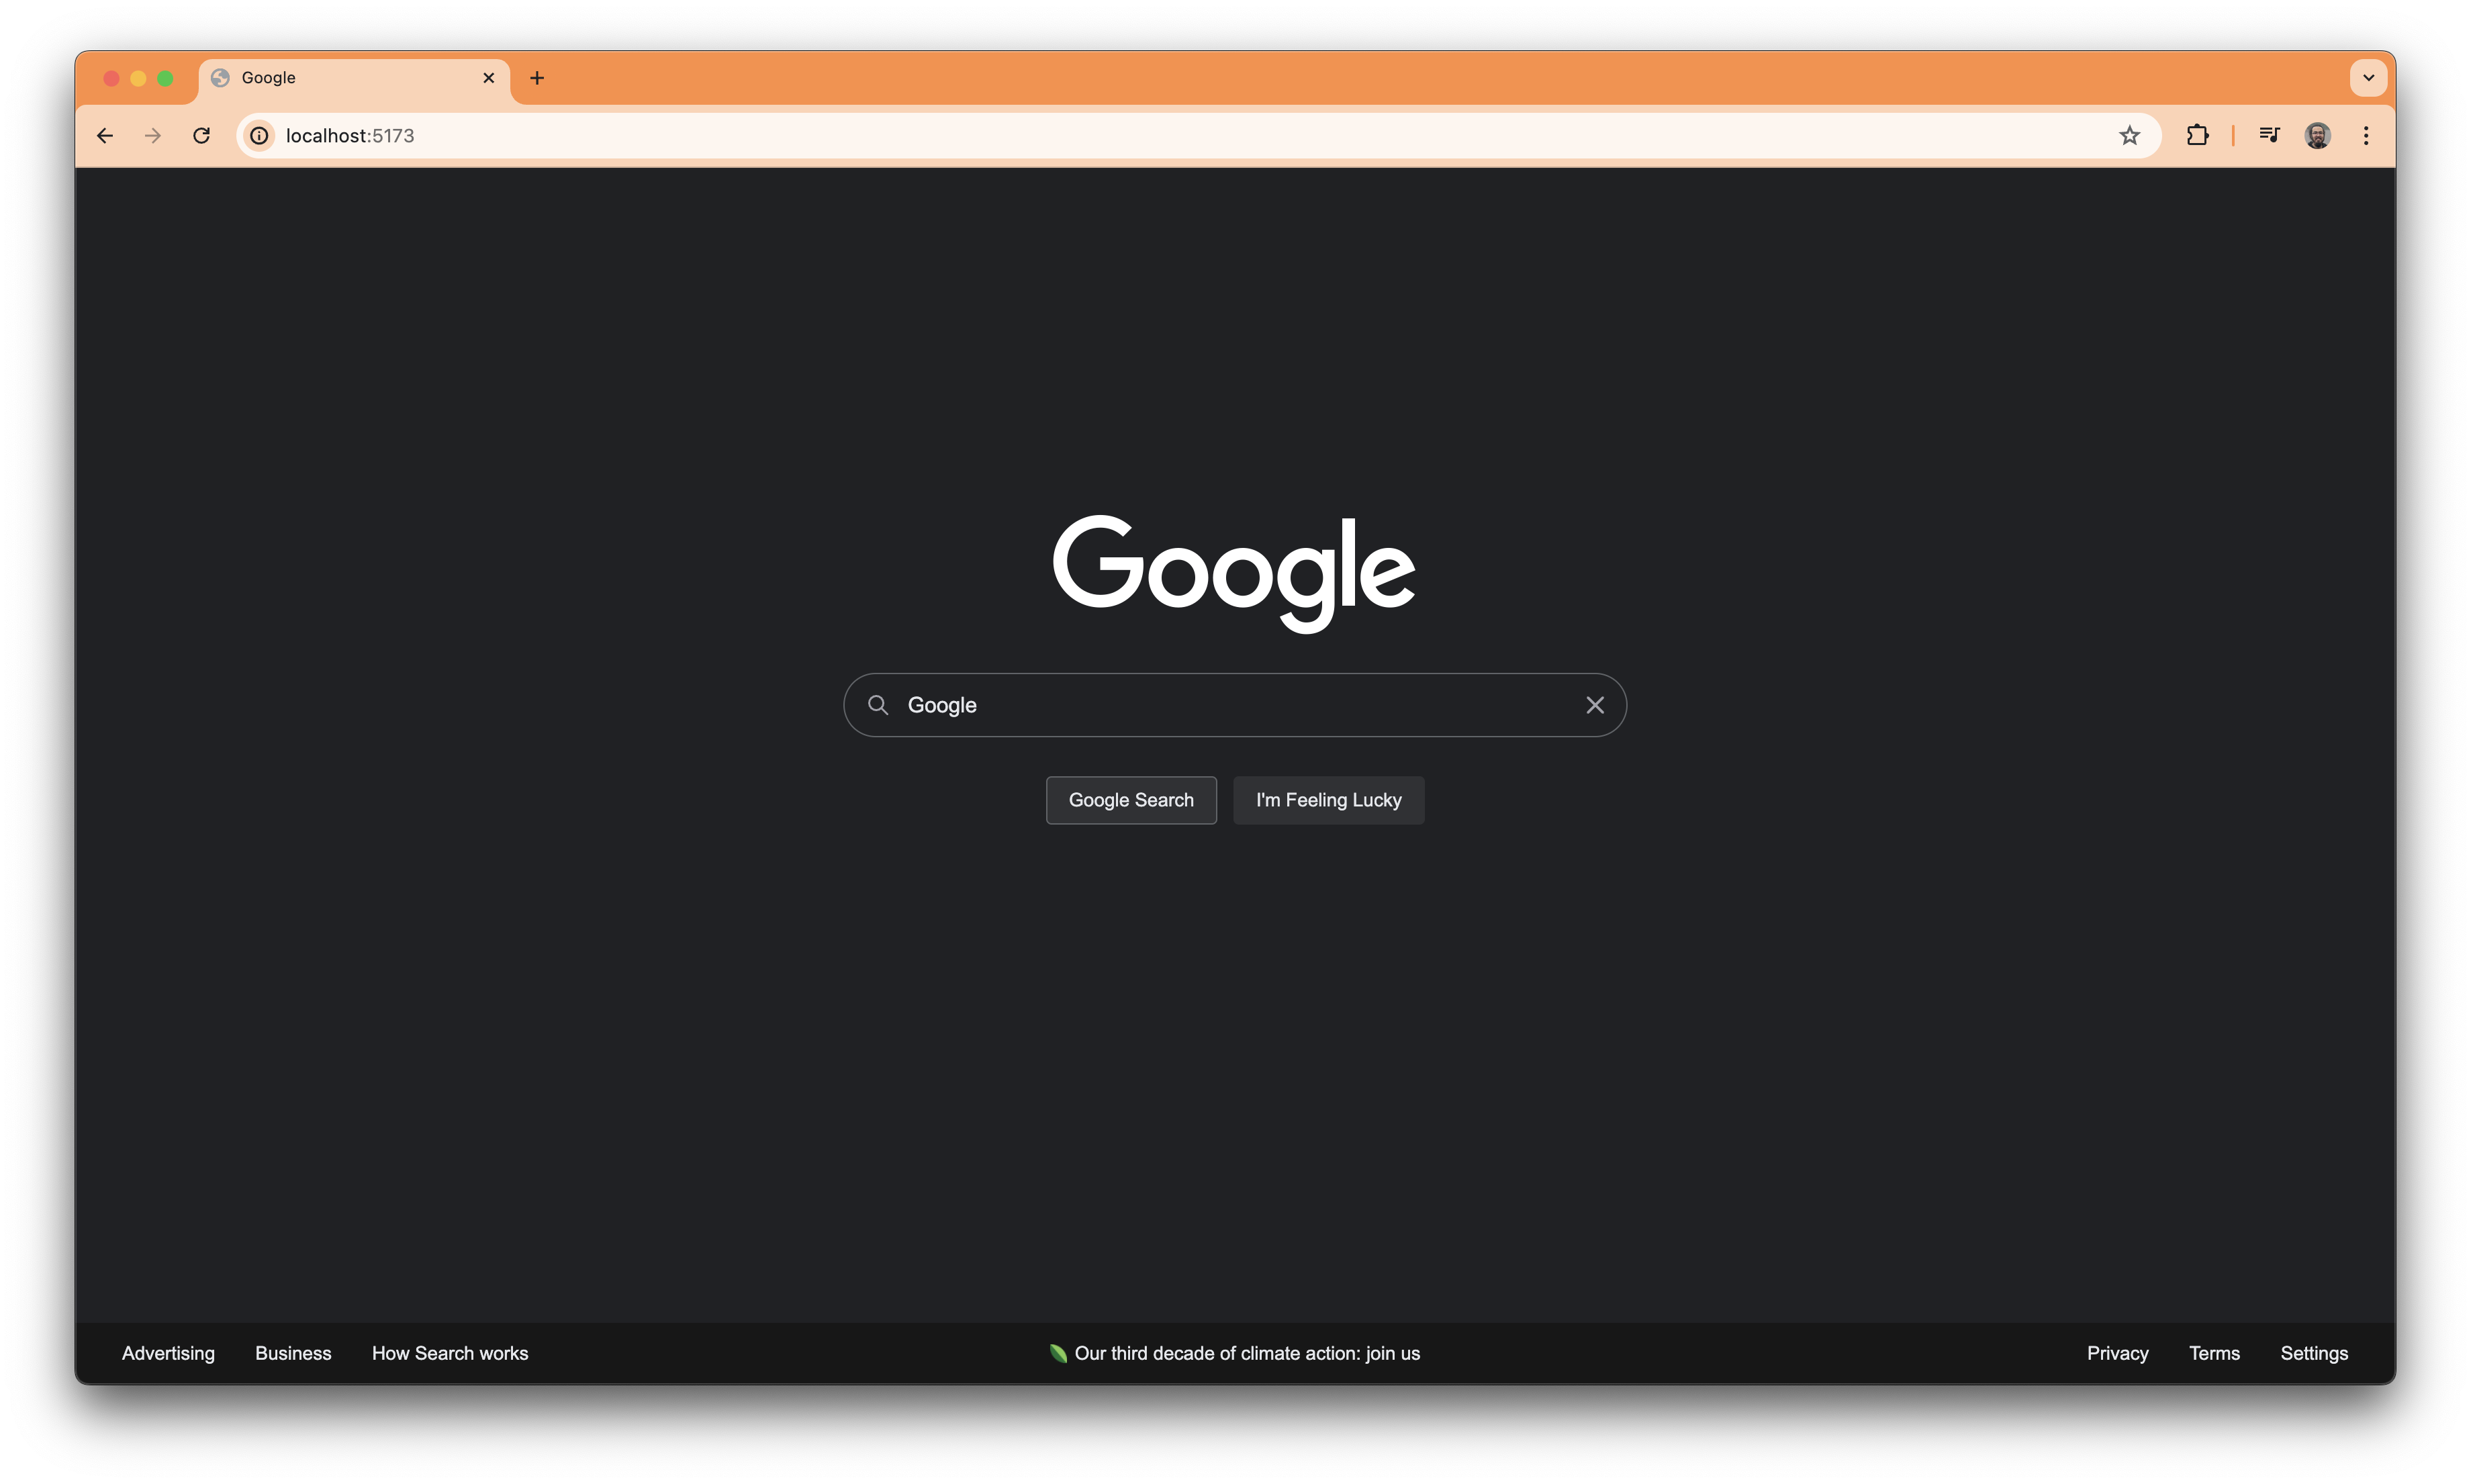 Google
localhost:5173
Google
Google
Google Search I'm Feeling Lucky
Advertising Business How Search works Our third decade of climate action: join us Privacy Terms Settings